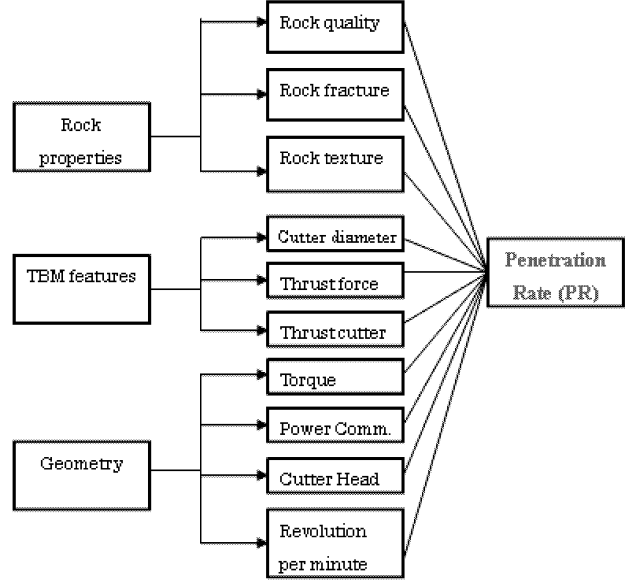 Rock
properties
TBM features
Geometry
Rock quality
Rock fracture
Rock texture
Cutter diameter
Thrust force
Thrust cutter
Torque
Power Comm.
Cutter Head
Revolution
per minute
Penetration
Rate (PR)